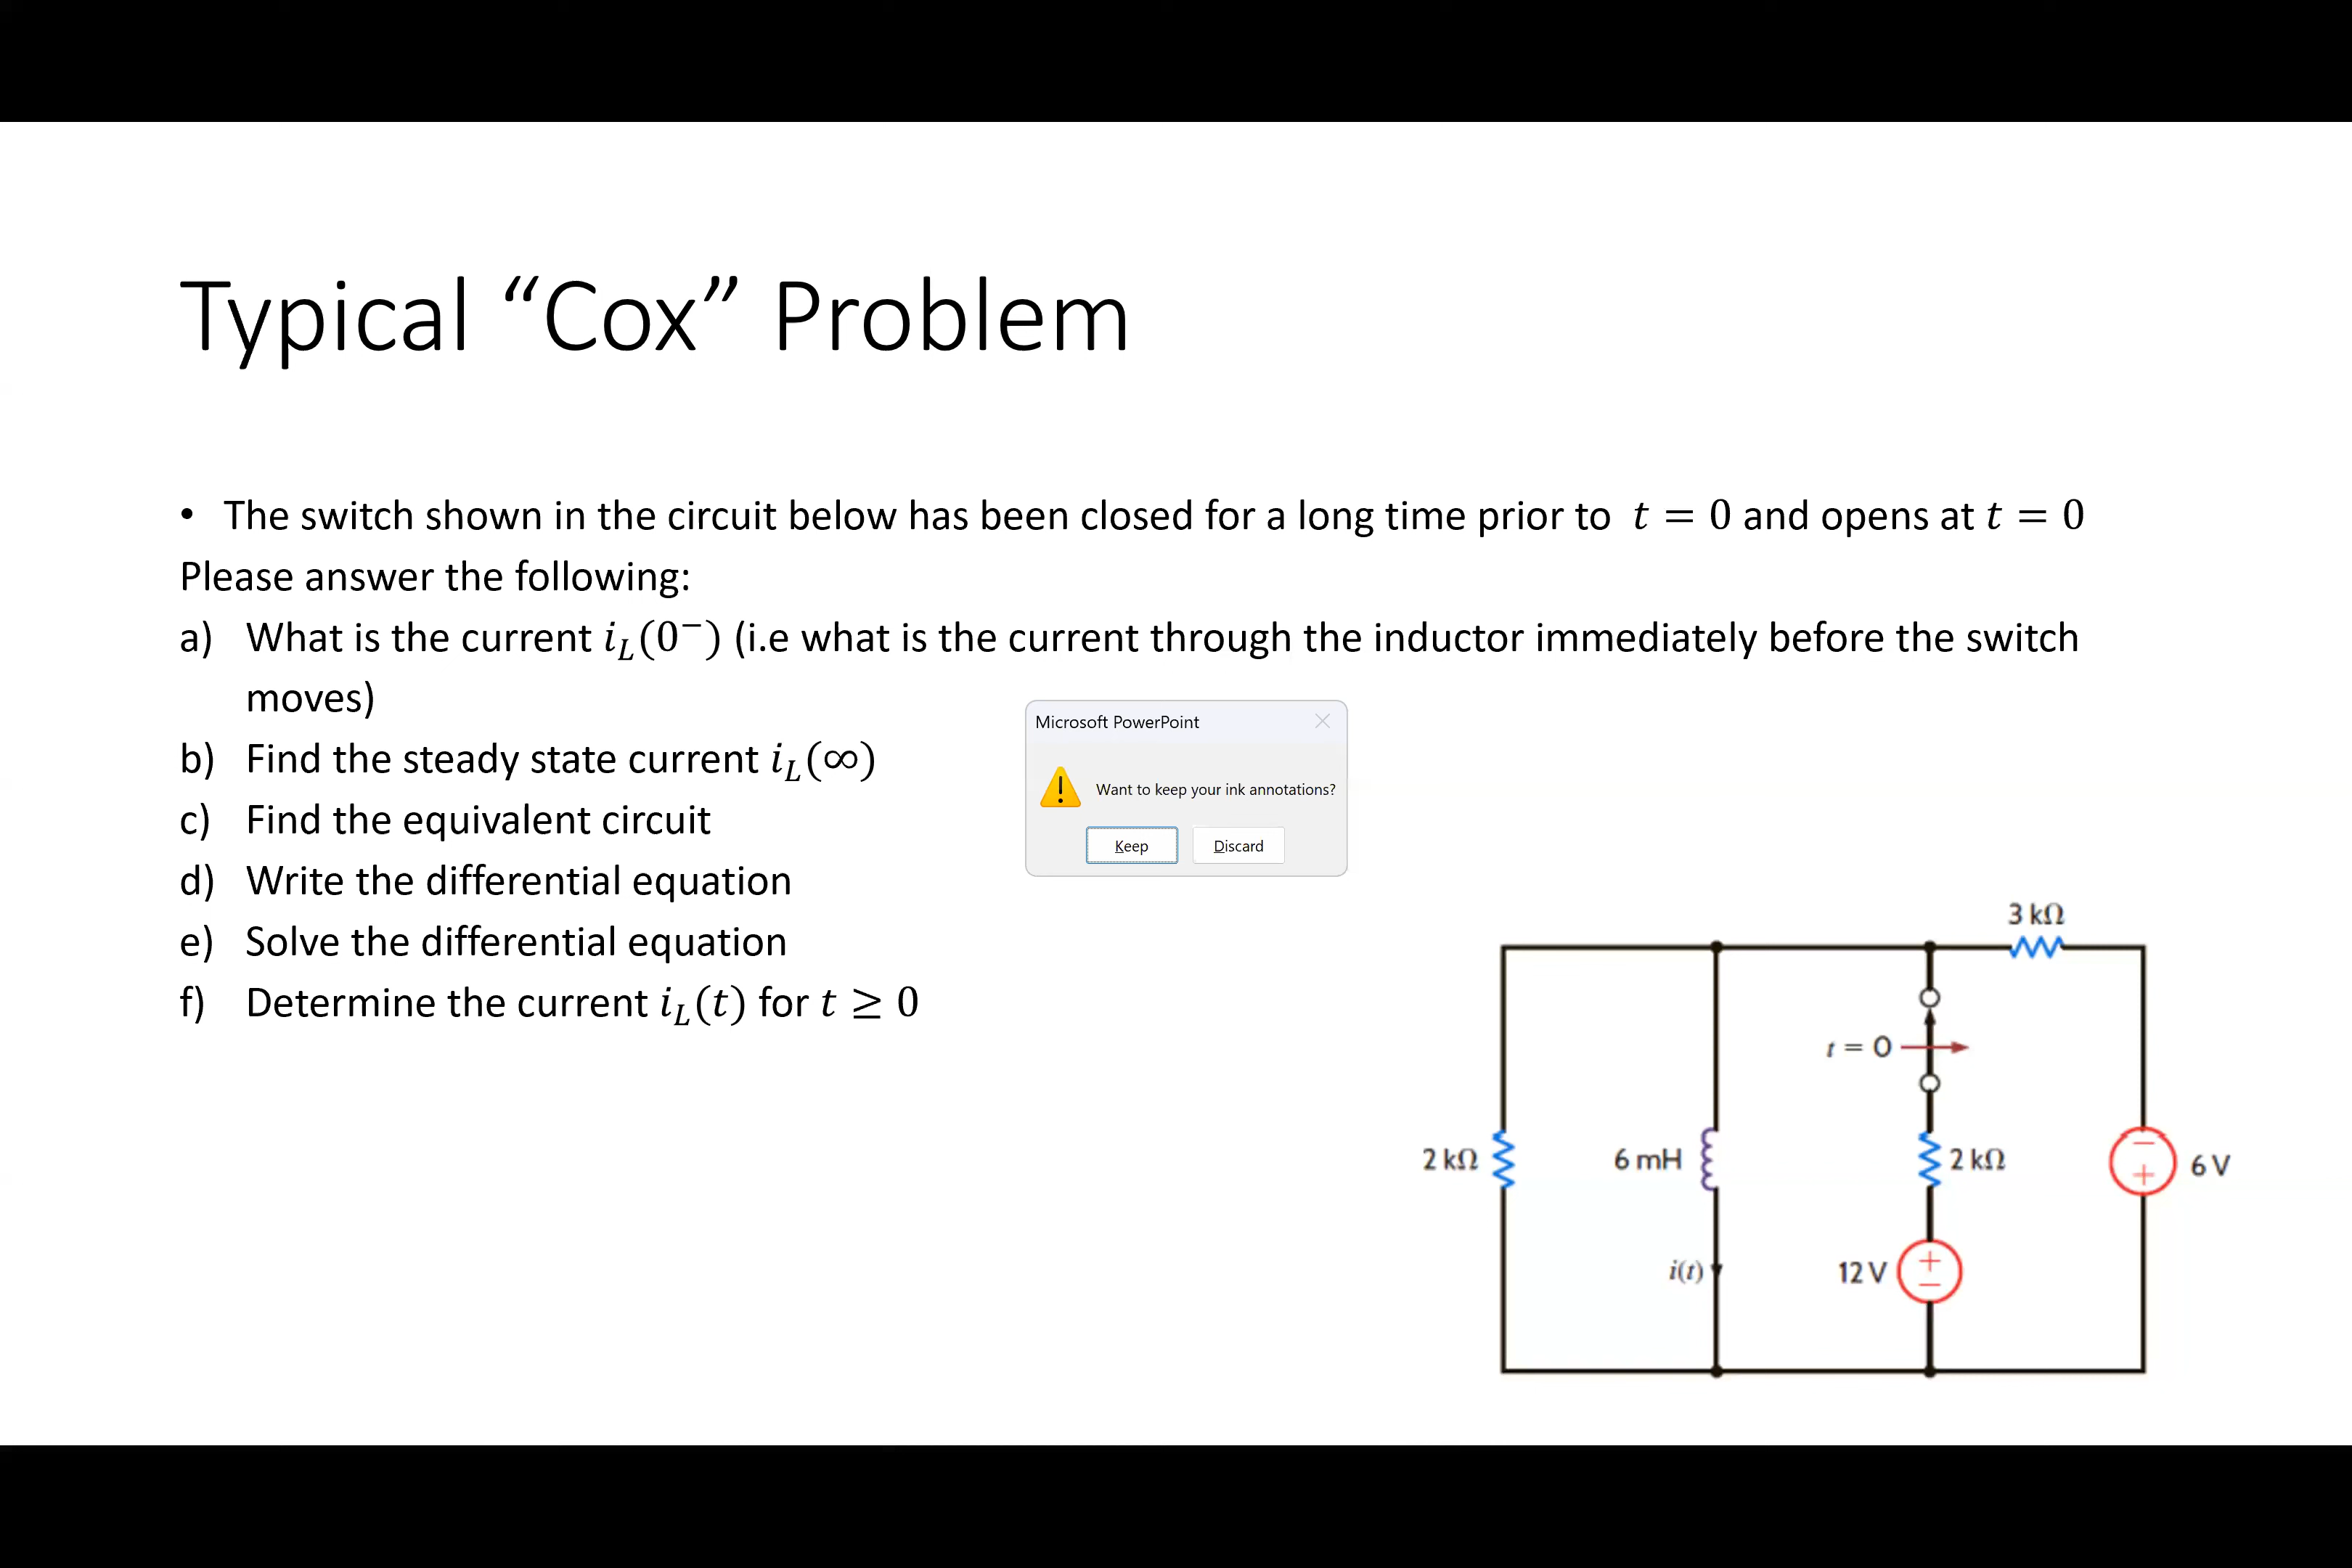 Typical “Cox” Problem
• The switch shown in the circuit below has been closed for a long time prior to t = 0 and opens at t = 0
Please answer the following:
a) What is the current i_L(0⁻) (i.e what is the current through the inductor immediately before the switch
moves)
b) Find the steady state current i_L(∞)
c) Find the equivalent circuit
d) Write the differential equation
e) Solve the differential equation
f) Determine the current i_L(t) for t ≥ 0
Microsoft PowerPoint
Want to keep your ink annotations?
Keep
Discard
3 kΩ
t = 0
2 kΩ
6 mH
2 kΩ
6 V
i(t)
12 V